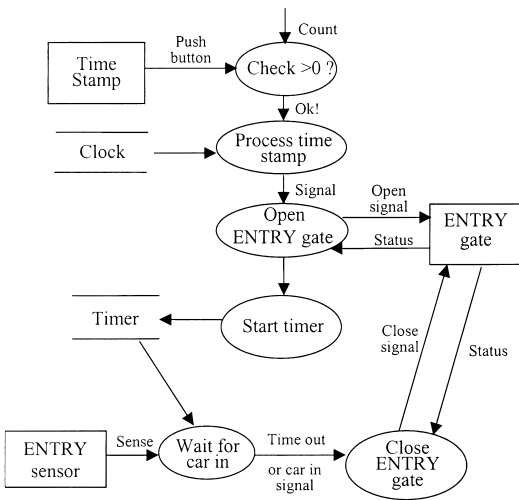 Count
Push
button
Time
Stamp
Check >0 ?
Ok!
Clock
Process time
stamp
Signal
Open
signal
Open
ENTRY gate
ENTRY
gate
Status
Timer
Start timer
Close
signal
Status
ENTRY
sensor
Sense
Wait for
car in
Time out
or car in
signal
Close
ENTRY
gate